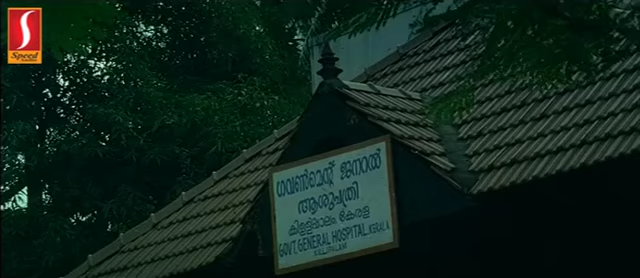 S
Speed
ഗവൺമെന്റ് ജനറൽ
ആശുപത്രി
കിള്ളിമാലം കേരള
GOVT. GENERAL HOSPITAL, KERALA